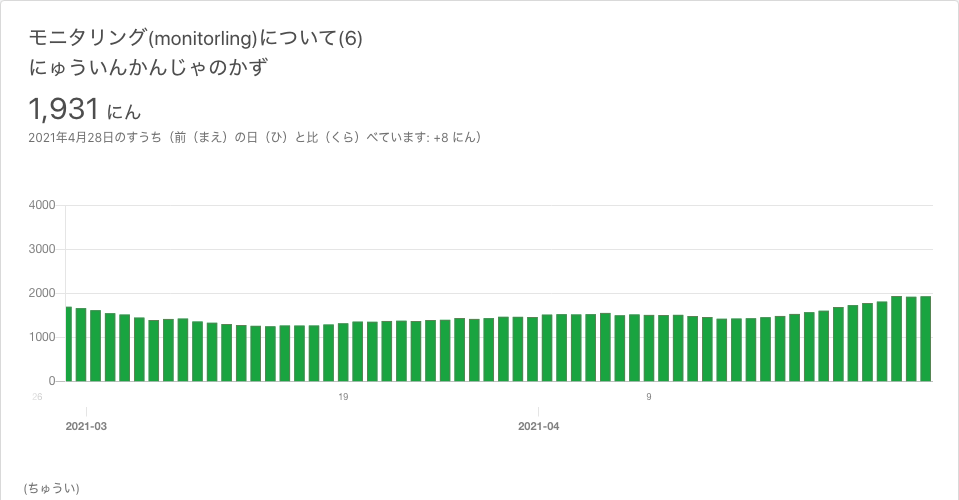 モニタリング(monitorling)について(6)
にゅういんかんじゃのかず
1,931 にん
2021年4月28日のすうち（前（まえ）の日（ひ）と比（くら）べています: +8 にん）
4000
3000
2000
1000
0
26 19 9
2021-03 2021-04
(ちゅうい)